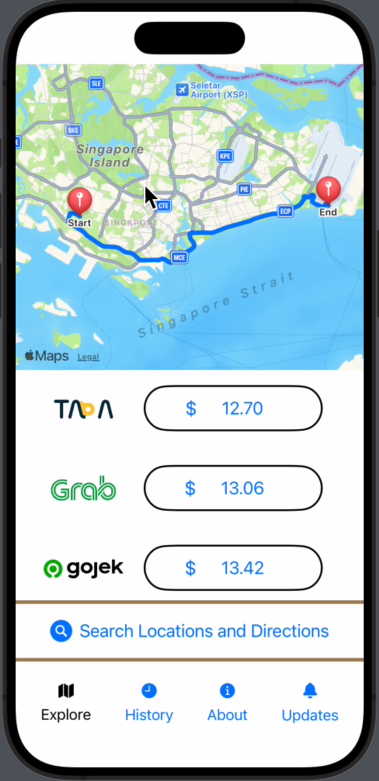 SLE
Seletar
Airport (XSP)
BKE
Singapore
Island
KPE
PIE
CTE
SINGAPORE
Start
ECP
End
MCE
Singapore Strait
Maps
Legal
TADA
$ 12.70
Grab
$ 13.06
gojek
$ 13.42
Search Locations and Directions
Explore
History
About
Updates